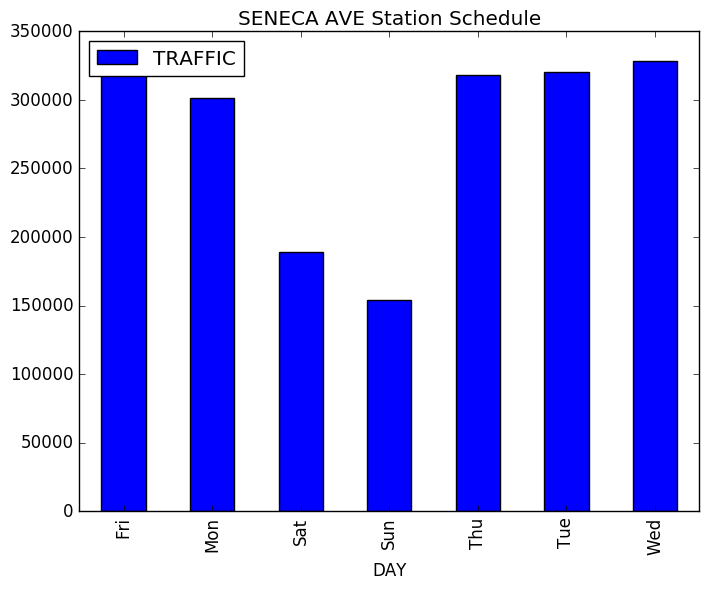 SENECA AVE Station Schedule
350000
300000
250000
200000
150000
100000
50000
0
TRAFFIC
Fri
Mon
Sat
Sun
Thu
Tue
Wed
DAY